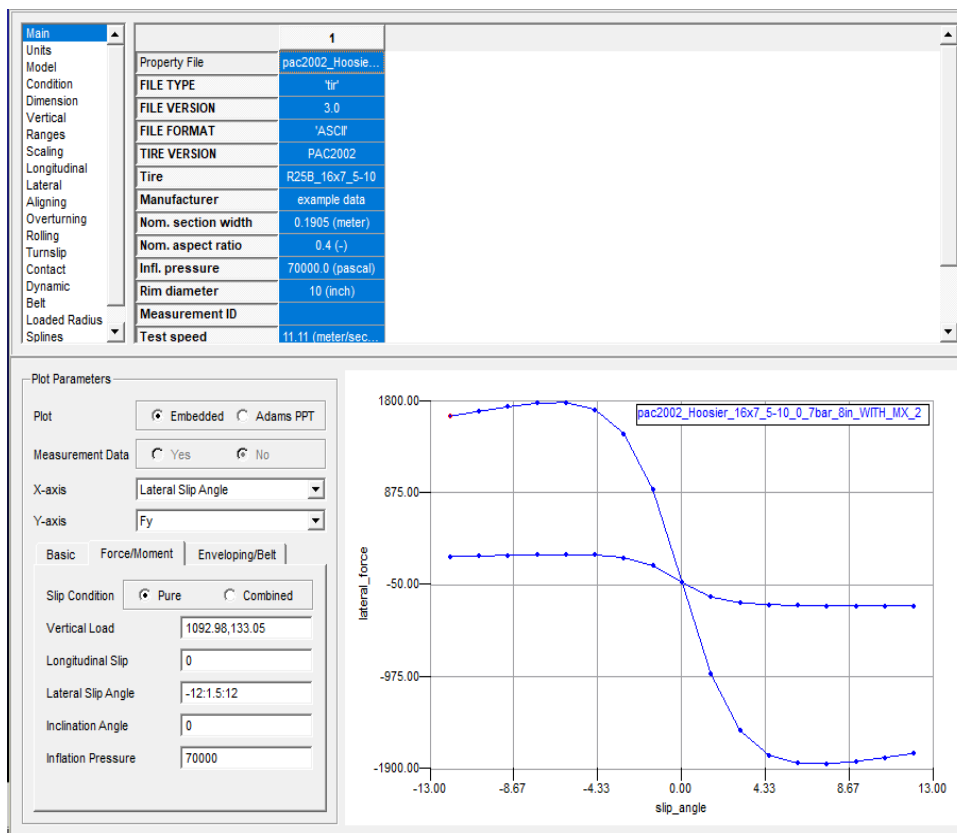 Main
Units
Model
Condition
Dimension
Vertical
Ranges
Scaling
Longitudinal
Lateral
Aligning
Overturning
Rolling
Turnslip
Contact
Dynamic
Belt
Loaded Radius
Splines
1
Property File pac2002_Hoosie...
FILE TYPE 'tir'
FILE VERSION 3.0
FILE FORMAT 'ASCII'
TIRE VERSION PAC2002
Tire R25B_16x7_5-10
Manufacturer example data
Nom. section width 0.1905 (meter)
Nom. aspect ratio 0.4 (-)
Infl. pressure 70000.0 (pascal)
Rim diameter 10 (inch)
Measurement ID
Test speed 11.11 (meter/sec...
Plot Parameters
Plot Embedded Adams PPT
Measurement Data Yes No
X-axis Lateral Slip Angle
Y-axis Fy
Basic Force/Moment Enveloping/Belt
Slip Condition Pure Combined
Vertical Load 1092.98,133.05
Longitudinal Slip 0
Lateral Slip Angle -12:1.5:12
Inclination Angle 0
Inflation Pressure 70000
pac2002_Hoosier_16x7_5-10_0_7bar_8in_WITH_MX_2
1800.00
875.00
-50.00
-975.00
-1900.00
lateral_force
-13.00 -8.67 -4.33 0.00 4.33 8.67 13.00
slip_angle